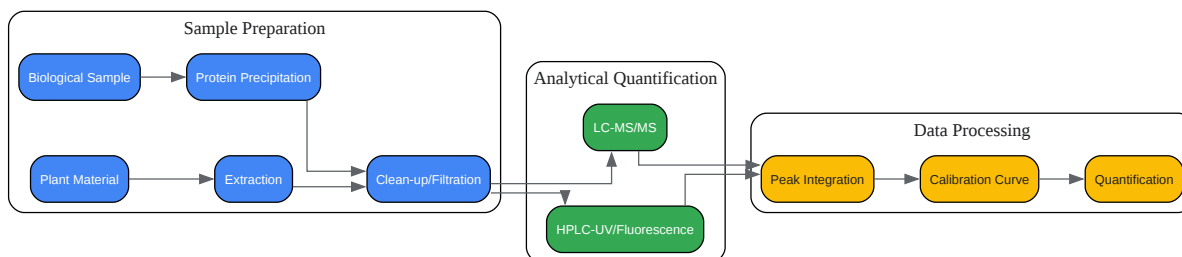 Sample Preparation
Biological Sample
Protein Precipitation
Plant Material
Extraction
Clean-up/Filtration
Analytical Quantification
LC-MS/MS
HPLC-UV/Fluorescence
Data Processing
Peak Integration
Calibration Curve
Quantification